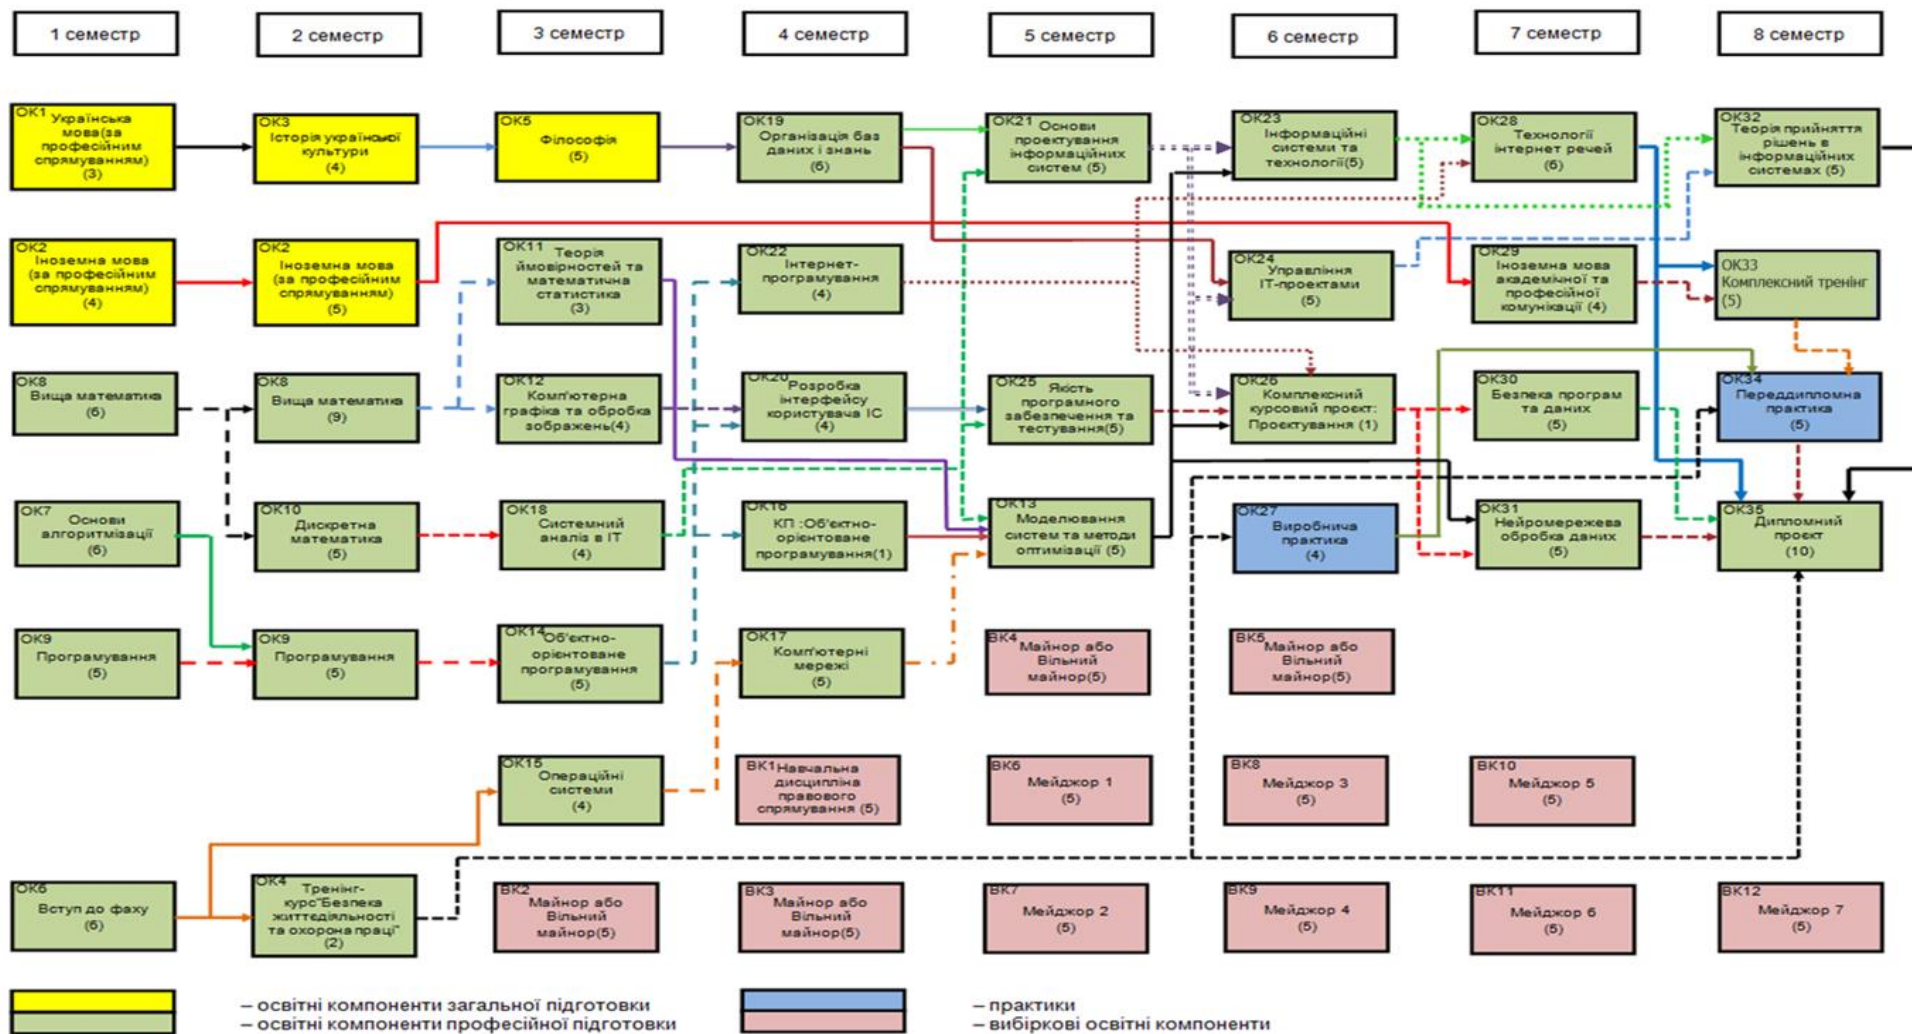 1 семестр
2 семестр
3 семестр
4 семестр
5 семестр
6 семестр
7 семестр
8 семестр
ОК1
Українська
мова(за
професійним
спрямуванням)
(3)
ОК3
Історія української
культури
(4)
ОК5
Філософія
(5)
ОК19
Організація баз
даних і знань
(6)
ОК21
Основи
проектування
інформаційних
систем (5)
ОК23
Інформаційні
системи та
технології(5)
ОК28
Технології
інтернет речей
(6)
ОК32
Теорія прийняття
рішень в
інформаційних
системах (5)
ОК2
Іноземна мова
(за професійним
спрямуванням)
(4)
ОК2
Іноземна мова
(за професійним
спрямуванням)
(5)
ОК11
Теорія
ймовірностей та
математична
статистика
(3)
ОК22
Інтернет-
програмування
(4)
ОК24
Управління
ІТ-проектами
(5)
ОК29
Іноземна мова
академічної та
професійної
комунікації (4)
ОК33
Комплексний тренінг
(5)
ОК8
Вища математика
(6)
ОК8
Вища математика
(9)
ОК12
Комп'ютерна
графіка та обробка
зображень(4)
ОК20
Розробка
інтерфейсу
користувача ІС
(4)
ОК25
Якість
програмного
забезпечення та
тестування(5)
ОК26
Комплексний
курсовий проєкт:
Проєктування (1)
ОК30
Безпека програм
та даних
(5)
ОК34
Переддипломна
практика
(5)
ОК7
Основи
алгоритмізації
(6)
ОК10
Дискретна
математика
(5)
ОК18
Системний
аналіз в ІТ
(4)
ОК16
КП :Об'єктно-
орієнтоване
програмування(1)
ОК13
Моделювання
систем та методи
оптимізації (5)
ОК27
Виробнича
практика
(4)
ОК31
Нейромережева
обробка даних
(5)
ОК35
Дипломний
проєкт
(10)
ОК9
Програмування
(5)
ОК9
Програмування
(5)
ОК14
Об'єктно-
орієнтоване
програмування
(5)
ОК17
Комп'ютерні
мережі
(5)
ВК4
Майнор або
Вільний
майнор(5)
ВК5
Майнор або
Вільний
майнор(5)
ОК15
Операційні
системи
(4)
ВК1
Навчальна
дисципліна
правового
спрямування (5)
ВК6
Мейджор 1
(5)
ВК8
Мейджор 3
(5)
ВК10
Мейджор 5
(5)
ОК6
Вступ до фаху
(6)
ОК4
Тренінг-
курс"Безпека
життєдіяльності
та охорона праці"
(2)
ВК2
Майнор або
Вільний
майнор(5)
ВК3
Майнор або
Вільний
майнор(5)
ВК7
Мейджор 2
(5)
ВК9
Мейджор 4
(5)
ВК11
Мейджор 6
(5)
ВК12
Мейджор 7
(5)
– освітні компоненти загальної підготовки
– освітні компоненти професійної підготовки
– практики
– вибіркові освітні компоненти